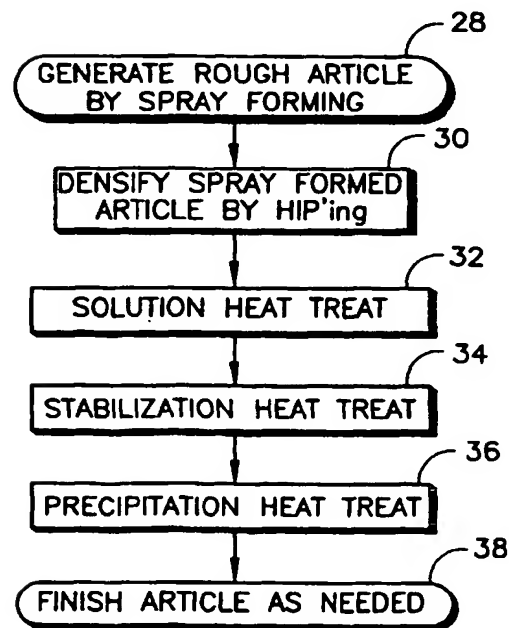 28
GENERATE ROUGH ARTICLE
BY SPRAY FORMING
30
DENSIFY SPRAY FORMED
ARTICLE BY HIP'ing
32
SOLUTION HEAT TREAT
34
STABILIZATION HEAT TREAT
36
PRECIPITATION HEAT TREAT
38
FINISH ARTICLE AS NEEDED